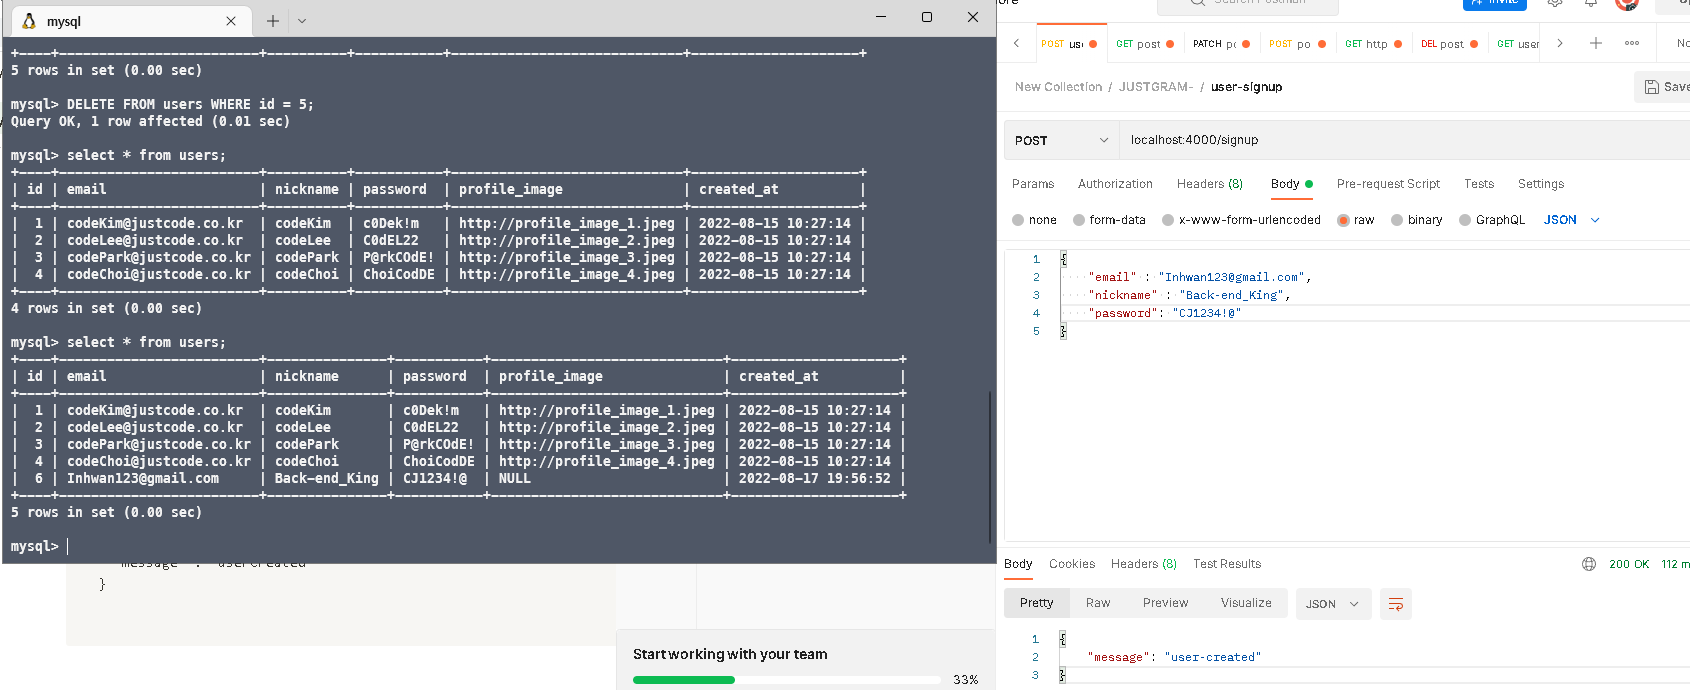 mysql
5 rows in set (0.00 sec)
mysql> DELETE FROM users WHERE id = 5;
Query OK, 1 row affected (0.01 sec)
mysql> select * from users;
| id | email | nickname | password | profile_image | created_at |
| 1 | codeKim@justcode.co.kr | codeKim | c0Dek!m | http://profile_image_1.jpeg | 2022-08-15 10:27:14 |
| 2 | codeLee@justcode.co.kr | codeLee | C0dEL22 | http://profile_image_2.jpeg | 2022-08-15 10:27:14 |
| 3 | codePark@justcode.co.kr | codePark | P@rkCOdE! | http://profile_image_3.jpeg | 2022-08-15 10:27:14 |
| 4 | codeChoi@justcode.co.kr | codeChoi | ChoiCodDE | http://profile_image_4.jpeg | 2022-08-15 10:27:14 |
4 rows in set (0.00 sec)
mysql> select * from users;
| id | email | nickname | password | profile_image | created_at |
| 1 | codeKim@justcode.co.kr | codeKim | c0Dek!m | http://profile_image_1.jpeg | 2022-08-15 10:27:14 |
| 2 | codeLee@justcode.co.kr | codeLee | C0dEL22 | http://profile_image_2.jpeg | 2022-08-15 10:27:14 |
| 3 | codePark@justcode.co.kr | codePark | P@rkCOdE! | http://profile_image_3.jpeg | 2022-08-15 10:27:14 |
| 4 | codeChoi@justcode.co.kr | codeChoi | ChoiCodDE | http://profile_image_4.jpeg | 2022-08-15 10:27:14 |
| 6 | Inhwan123@gmail.com | Back-end_King | CJ1234!@ | NULL | 2022-08-17 19:56:52 |
5 rows in set (0.00 sec)
mysql>
}
Start working with your team
33%
Search Postman
Invite
POST use GET post PATCH po POST po GET http DEL post GET user No
New Collection / JUSTGRAM- / user-signup
Save
POST localhost:4000/signup
Params Authorization Headers (8) Body Pre-request Script Tests Settings
none form-data x-www-form-urlencoded raw binary GraphQL JSON
1 {
2 "email" : "Inhwan123@gmail.com",
3 "nickname" : "Back-end_King",
4 "password": "CJ1234!@"
5 }
Body Cookies Headers (8) Test Results 200 OK 112 m
Pretty Raw Preview Visualize JSON
1 {
2 "message": "user-created"
3 }